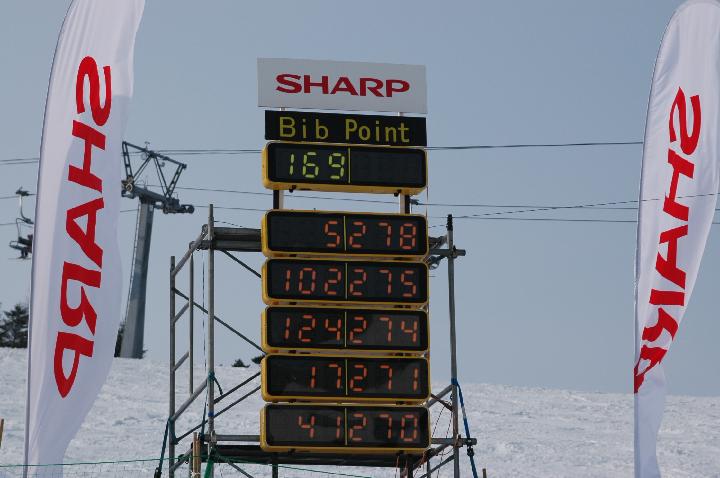 SHARP
SHARP
Bib Point
169
5 278
102 275
124 274
17 271
41 270
SHARP